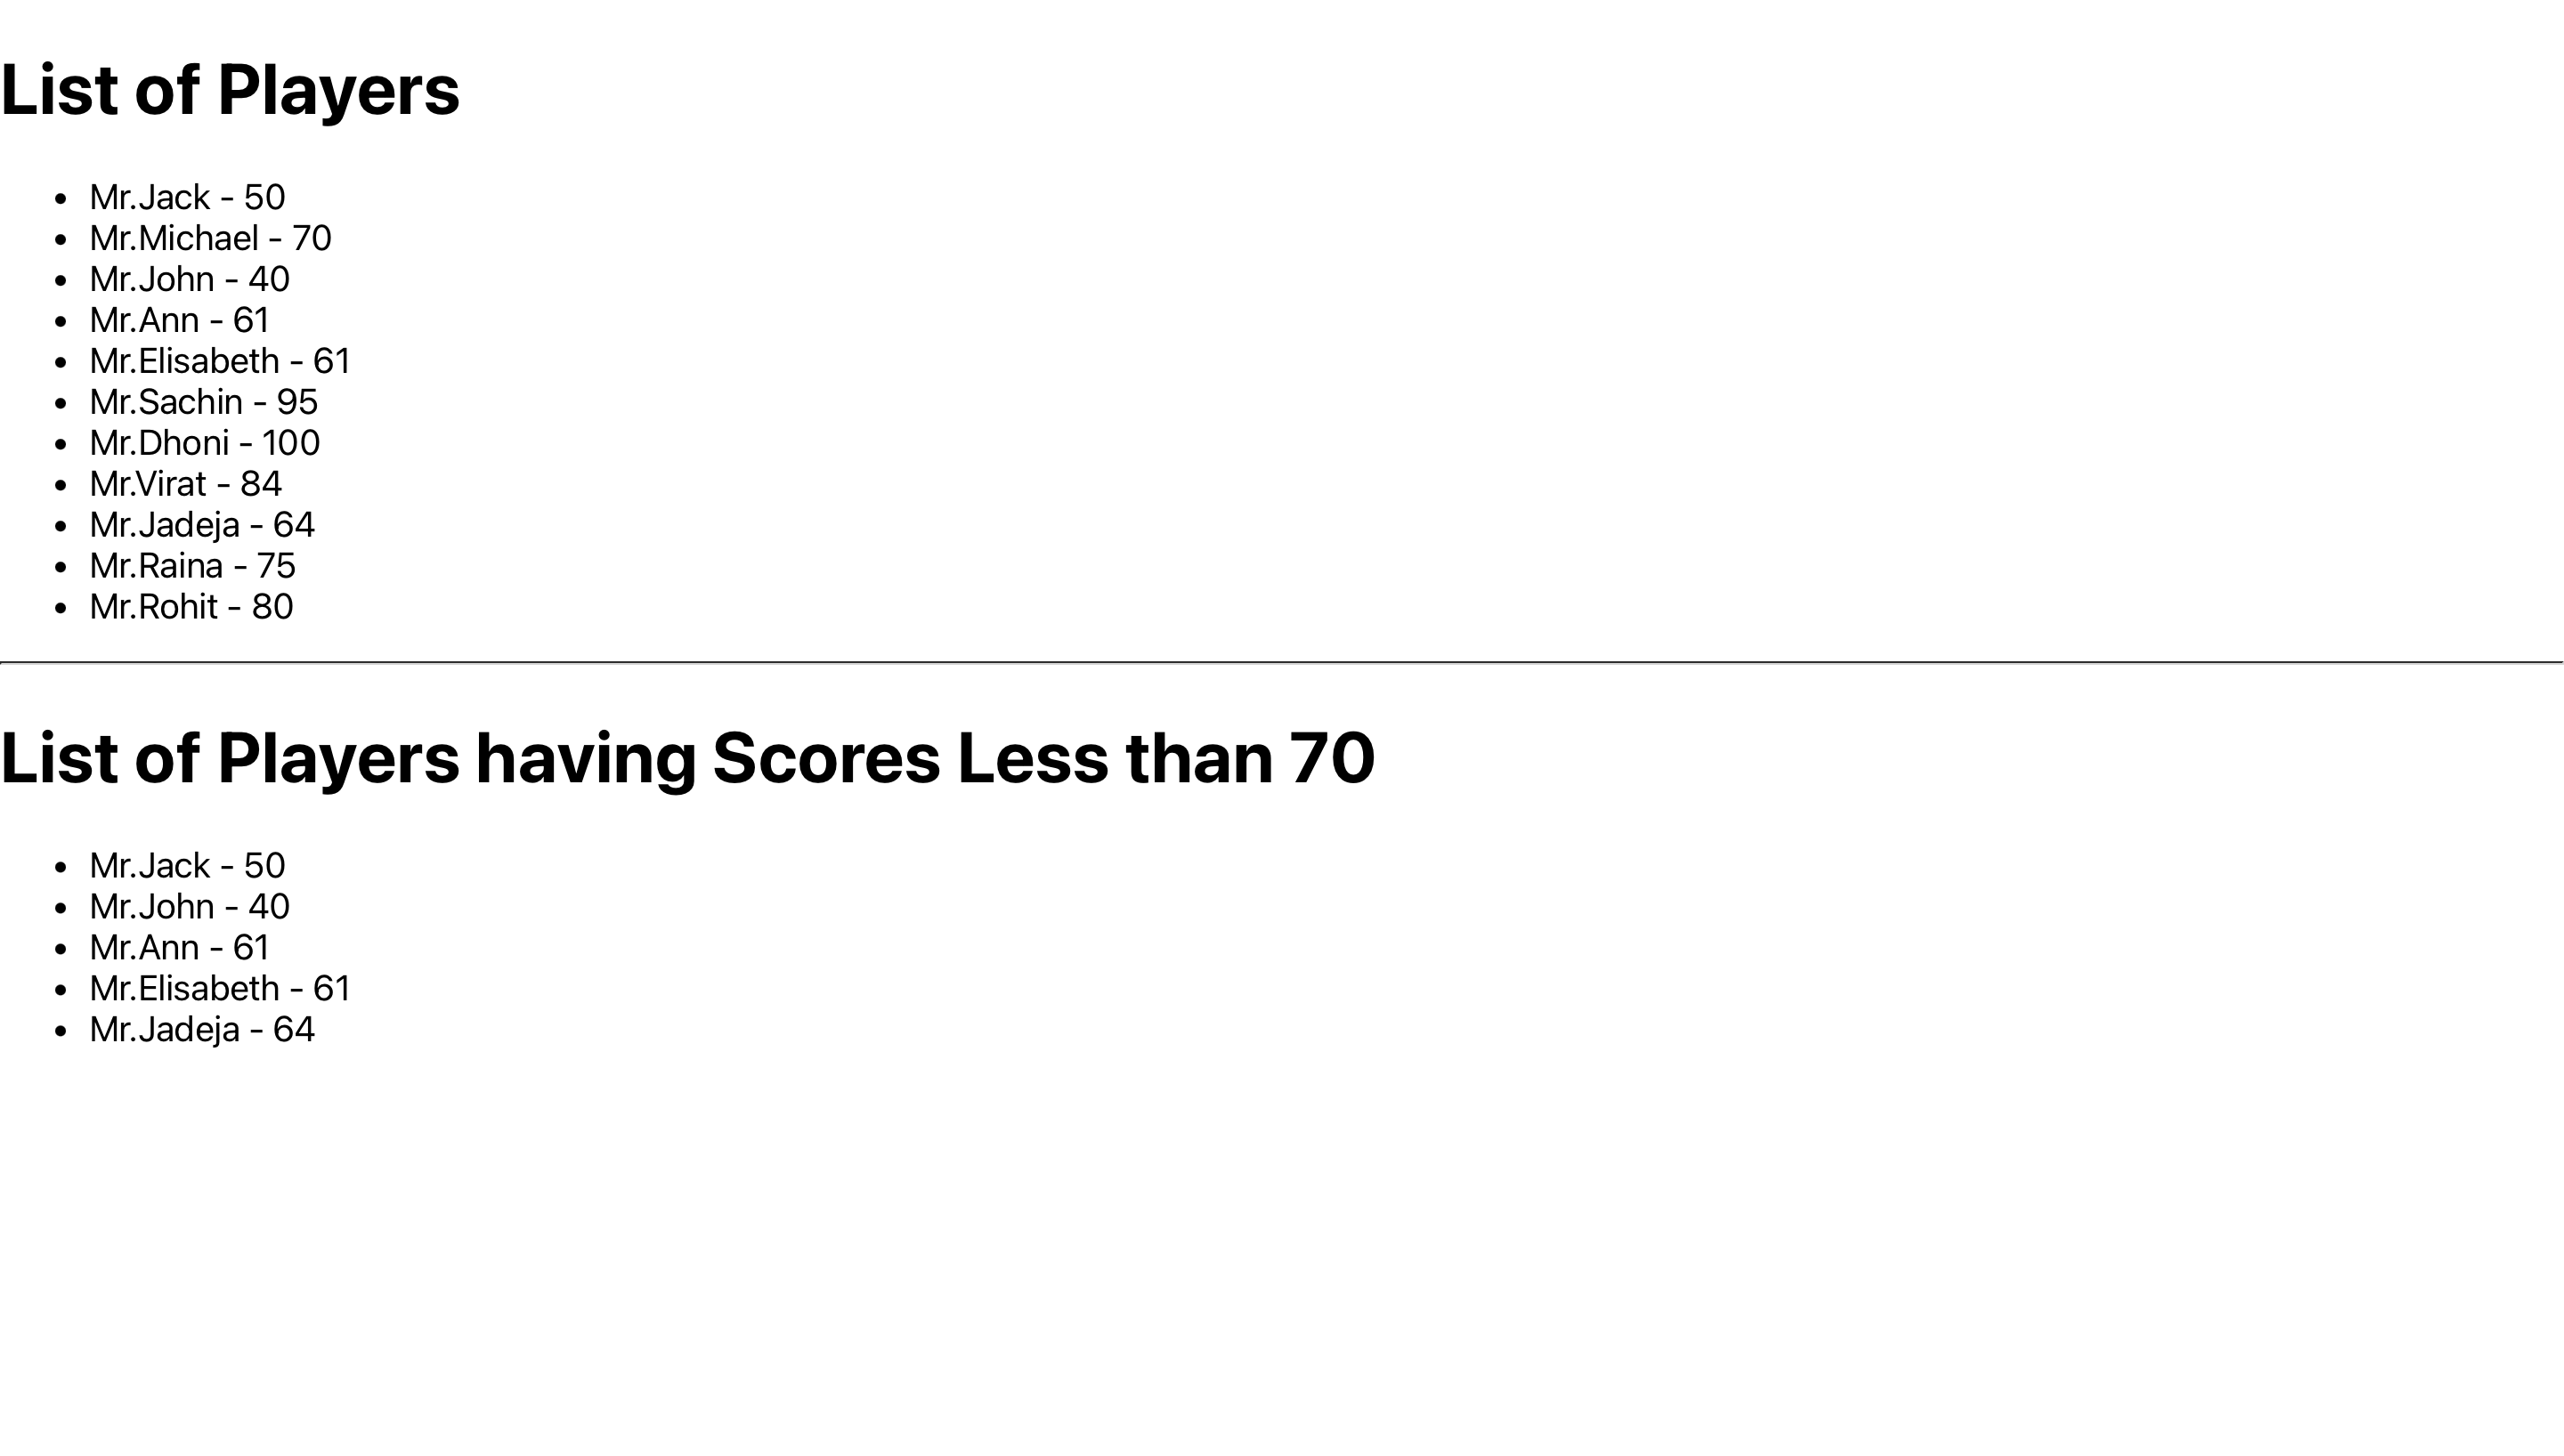 List of Players
• Mr.Jack - 50
• Mr.Michael - 70
• Mr.John - 40
• Mr.Ann - 61
• Mr.Elisabeth - 61
• Mr.Sachin - 95
• Mr.Dhoni - 100
• Mr.Virat - 84
• Mr.Jadeja - 64
• Mr.Raina - 75
• Mr.Rohit - 80
List of Players having Scores Less than 70
• Mr.Jack - 50
• Mr.John - 40
• Mr.Ann - 61
• Mr.Elisabeth - 61
• Mr.Jadeja - 64